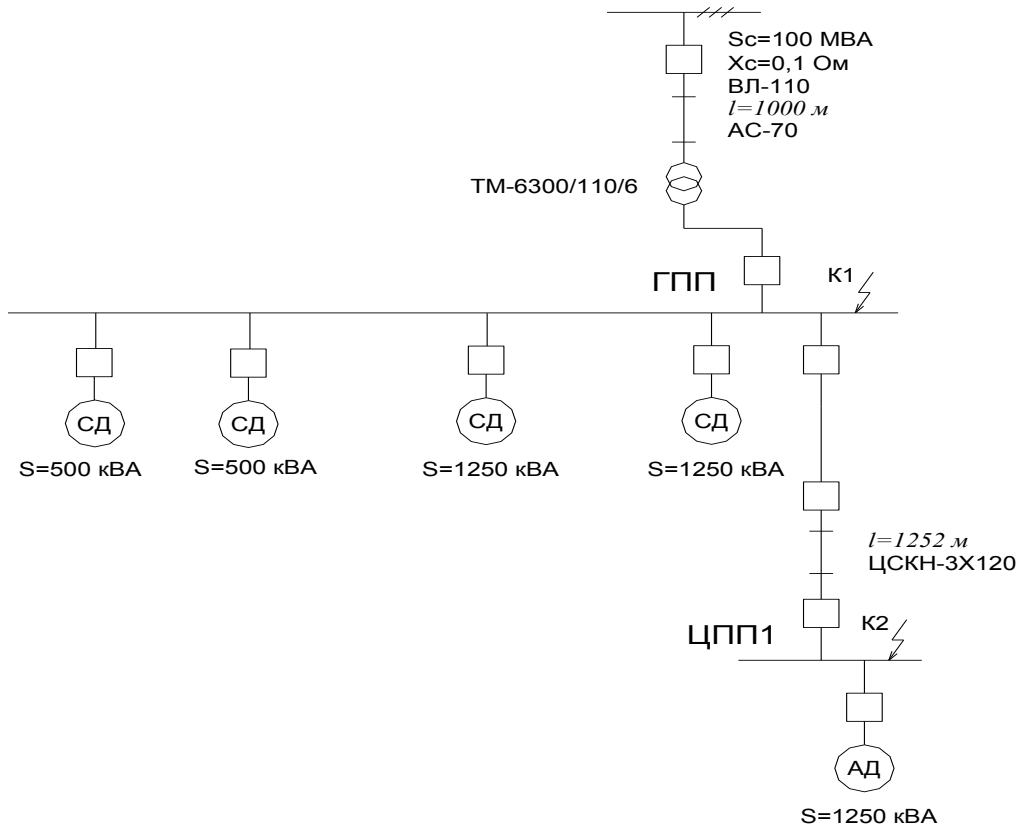 Sc=100 МВА
Xc=0,1 Ом
ВЛ-110
l=1000 м
АС-70
ТМ-6300/110/6
ГПП
К1
СД
СД
СД
СД
S=500 кВА
S=500 кВА
S=1250 кВА
S=1250 кВА
l=1252 м
ЦСКН-3Х120
ЦПП1
К2
АД
S=1250 кВА